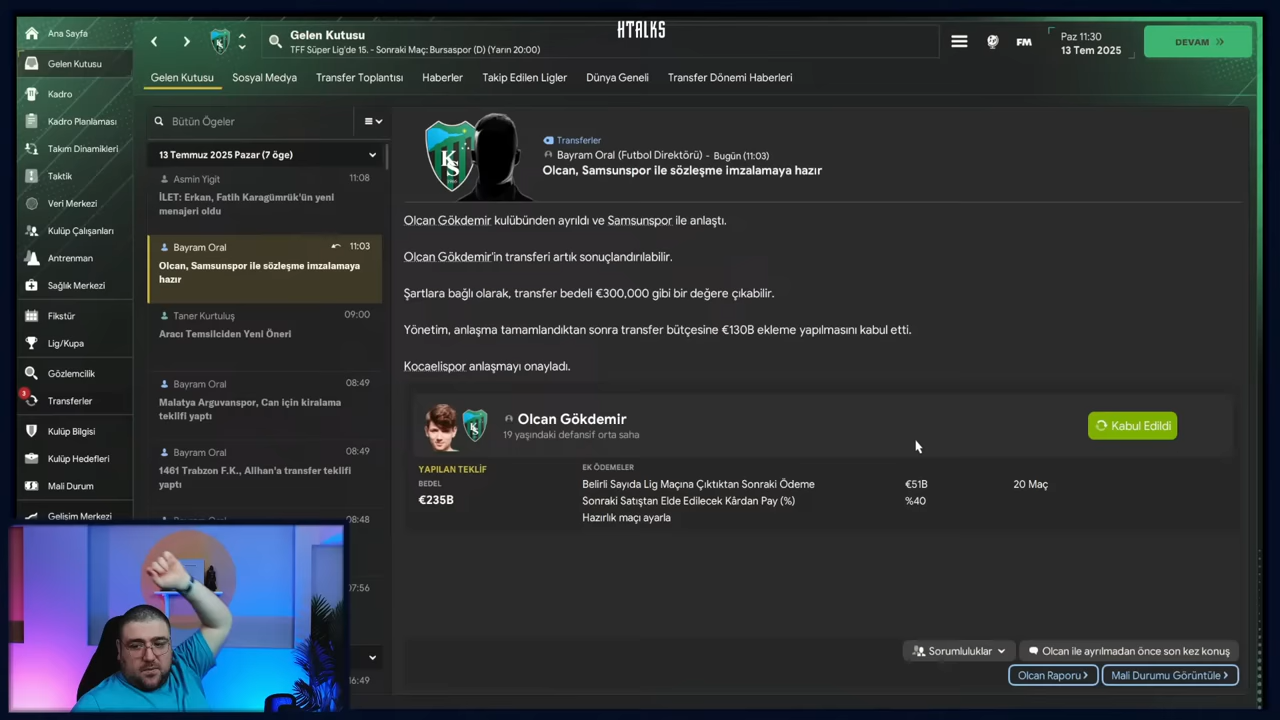 HTALKS
Ana Sayfa
Gelen Kutusu
Kadro
Kadro Planlaması
Takım Dinamikleri
Taktik
Veri Merkezi
Kulüp Çalışanları
Antrenman
Sağlık Merkezi
Fikstür
Lig/Kupa
Gözlemcilik
3
Transferler
Kulüp Bilgisi
Kulüp Hedefleri
Mali Durum
Gelişim Merkezi
Gelen Kutusu
TFF Süper Lig'de 15. - Sonraki Maç: Bursaspor (D) (Yarın 20:00)
FM
Paz 11:30
13 Tem 2025
DEVAM
Gelen Kutusu Sosyal Medya Transfer Toplantısı Haberler Takip Edilen Ligler Dünya Geneli Transfer Dönemi Haberleri
Bütün Ögeler
13 Temmuz 2025 Pazar (7 öge)
Asmin Yigit 11:08
İLET: Erkan, Fatih Karagümrük'ün yeni
menajeri oldu
Bayram Oral 11:03
Olcan, Samsunspor ile sözleşme imzalamaya
hazır
Taner Kurtuluş 09:00
Aracı Temsilciden Yeni Öneri
Bayram Oral 08:49
Malatya Arguvanspor, Can için kiralama
teklifi yaptı
Bayram Oral 08:49
1461 Trabzon F.K., Alihan'a transfer teklifi
yaptı
08:48
07:56
16:49
KS
Transferler
Bayram Oral (Futbol Direktörü) - Bugün (11:03)
Olcan, Samsunspor ile sözleşme imzalamaya hazır
Olcan Gökdemir kulübünden ayrıldı ve Samsunspor ile anlaştı.
Olcan Gökdemir'in transferi artık sonuçlandırılabilir.
Şartlara bağlı olarak, transfer bedeli €300,000 gibi bir değere çıkabilir.
Yönetim, anlaşma tamamlandıktan sonra transfer bütçesine €130B ekleme yapılmasını kabul etti.
Kocaelispor anlaşmayı onayladı.
Olcan Gökdemir
19 yaşındaki defansif orta saha
Kabul Edildi
YAPILAN TEKLİF
BEDEL
€235B
EK ÖDEMELER
Belirli Sayıda Lig Maçına Çıktıktan Sonraki Ödeme €51B 20 Maç
Sonraki Satıştan Elde Edilecek Kârdan Pay (%) %40
Hazırlık maçı ayarla
Sorumluluklar
Olcan ile ayrılmadan önce son kez konuş
Olcan Raporu
Mali Durumu Görüntüle